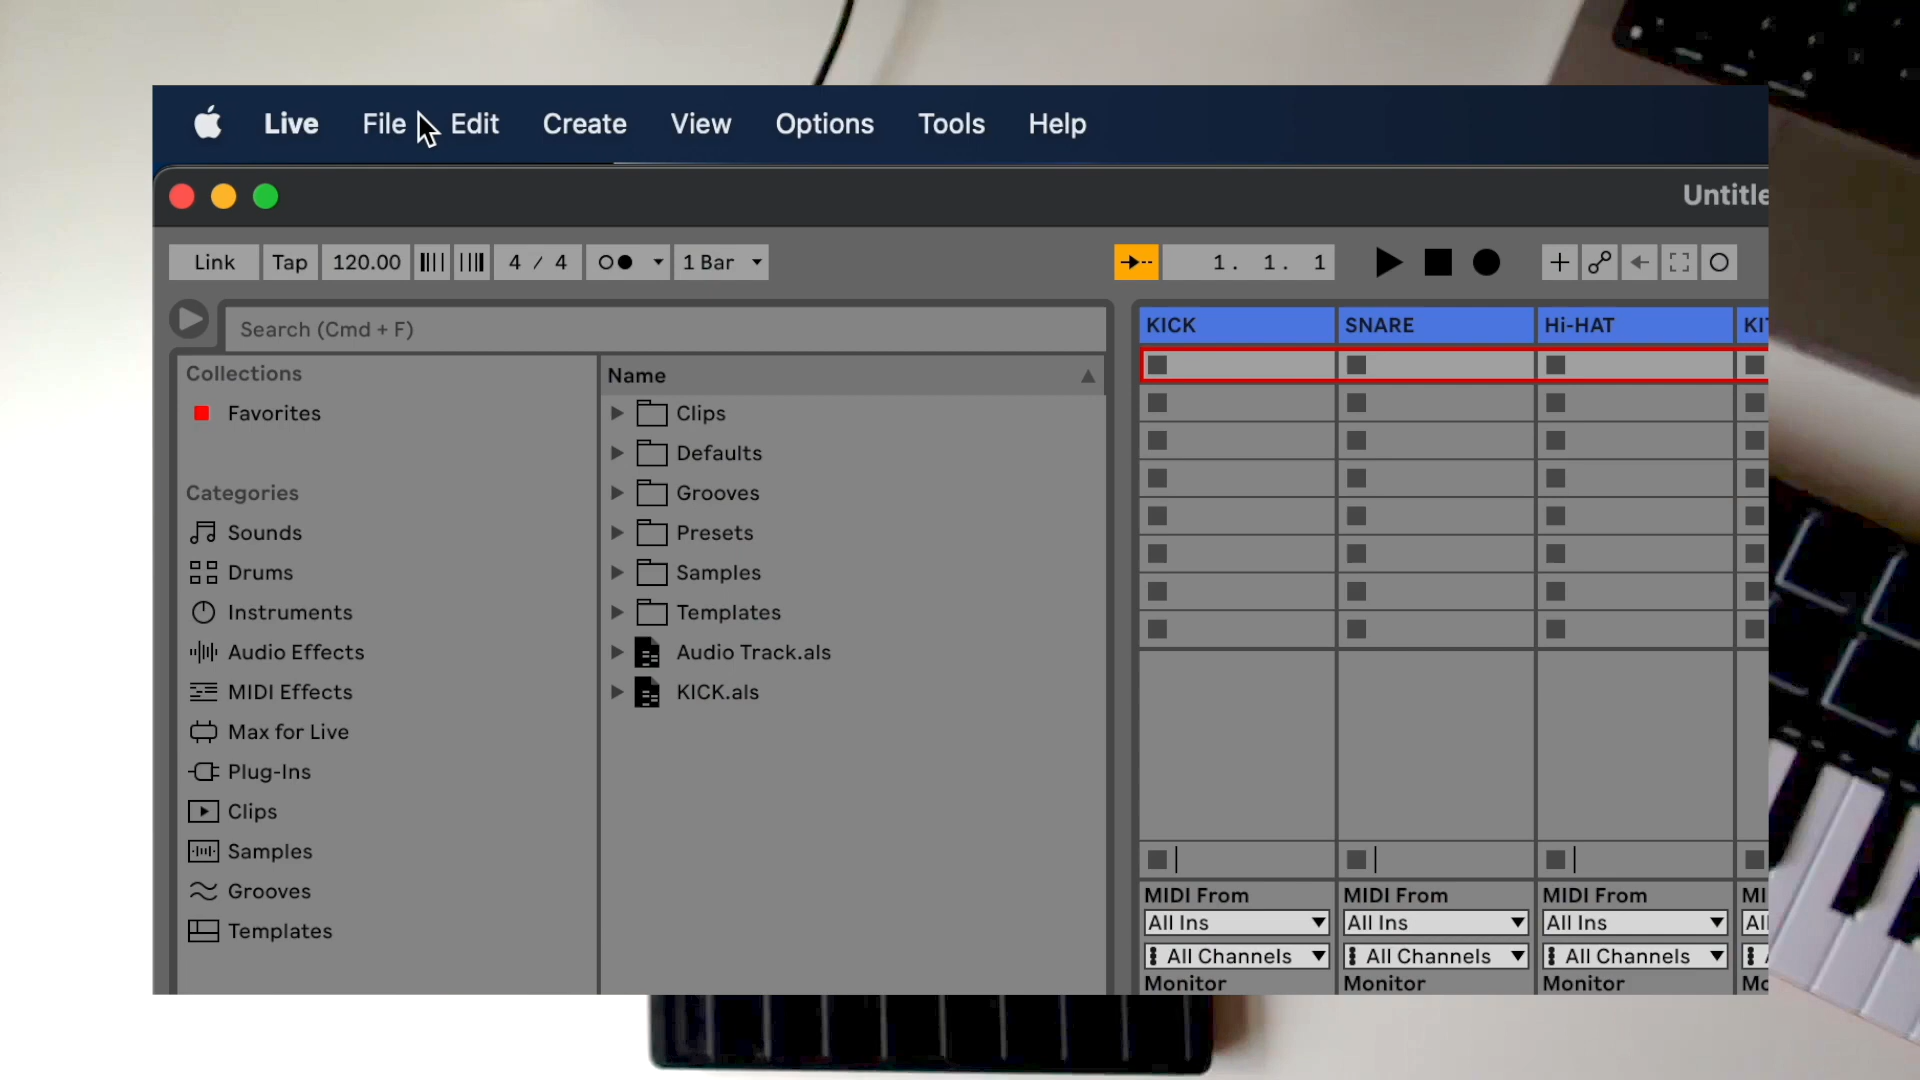 Live File Edit Create View Options Tools Help
Untitle
Link Tap 120.00 4 / 4 1 Bar 1. 1. 1
Search (Cmd + F)
Collections
Favorites
Categories
Sounds
Drums
Instruments
Audio Effects
MIDI Effects
Max for Live
Plug-Ins
Clips
Samples
Grooves
Templates
Name
Clips
Defaults
Grooves
Presets
Samples
Templates
Audio Track.als
KICK.als
KICK SNARE Hi-HAT KIT
MIDI From MIDI From MIDI From MI
All Ins All Ins All Ins All
All Channels All Channels All Channels
Monitor Monitor Monitor Mo